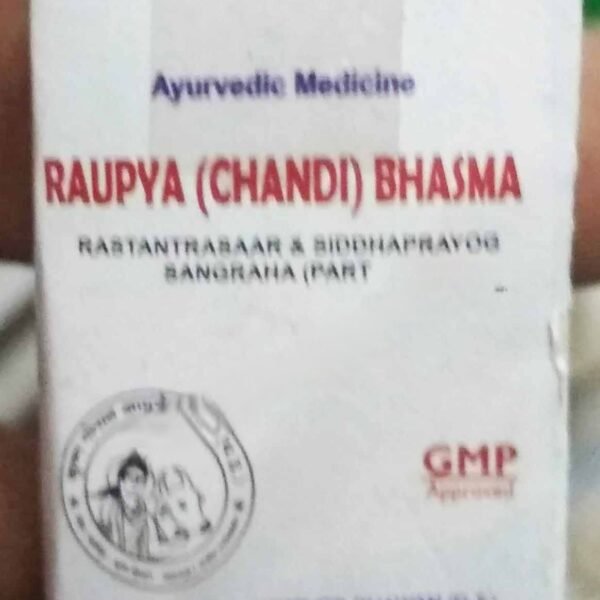 Ayurvedic Medicine
RAUPYA (CHANDI) BHASMA
RASTANTRASAAR & SIDDHAPRAYOG
SANGRAHA (PART
GMP
Approved